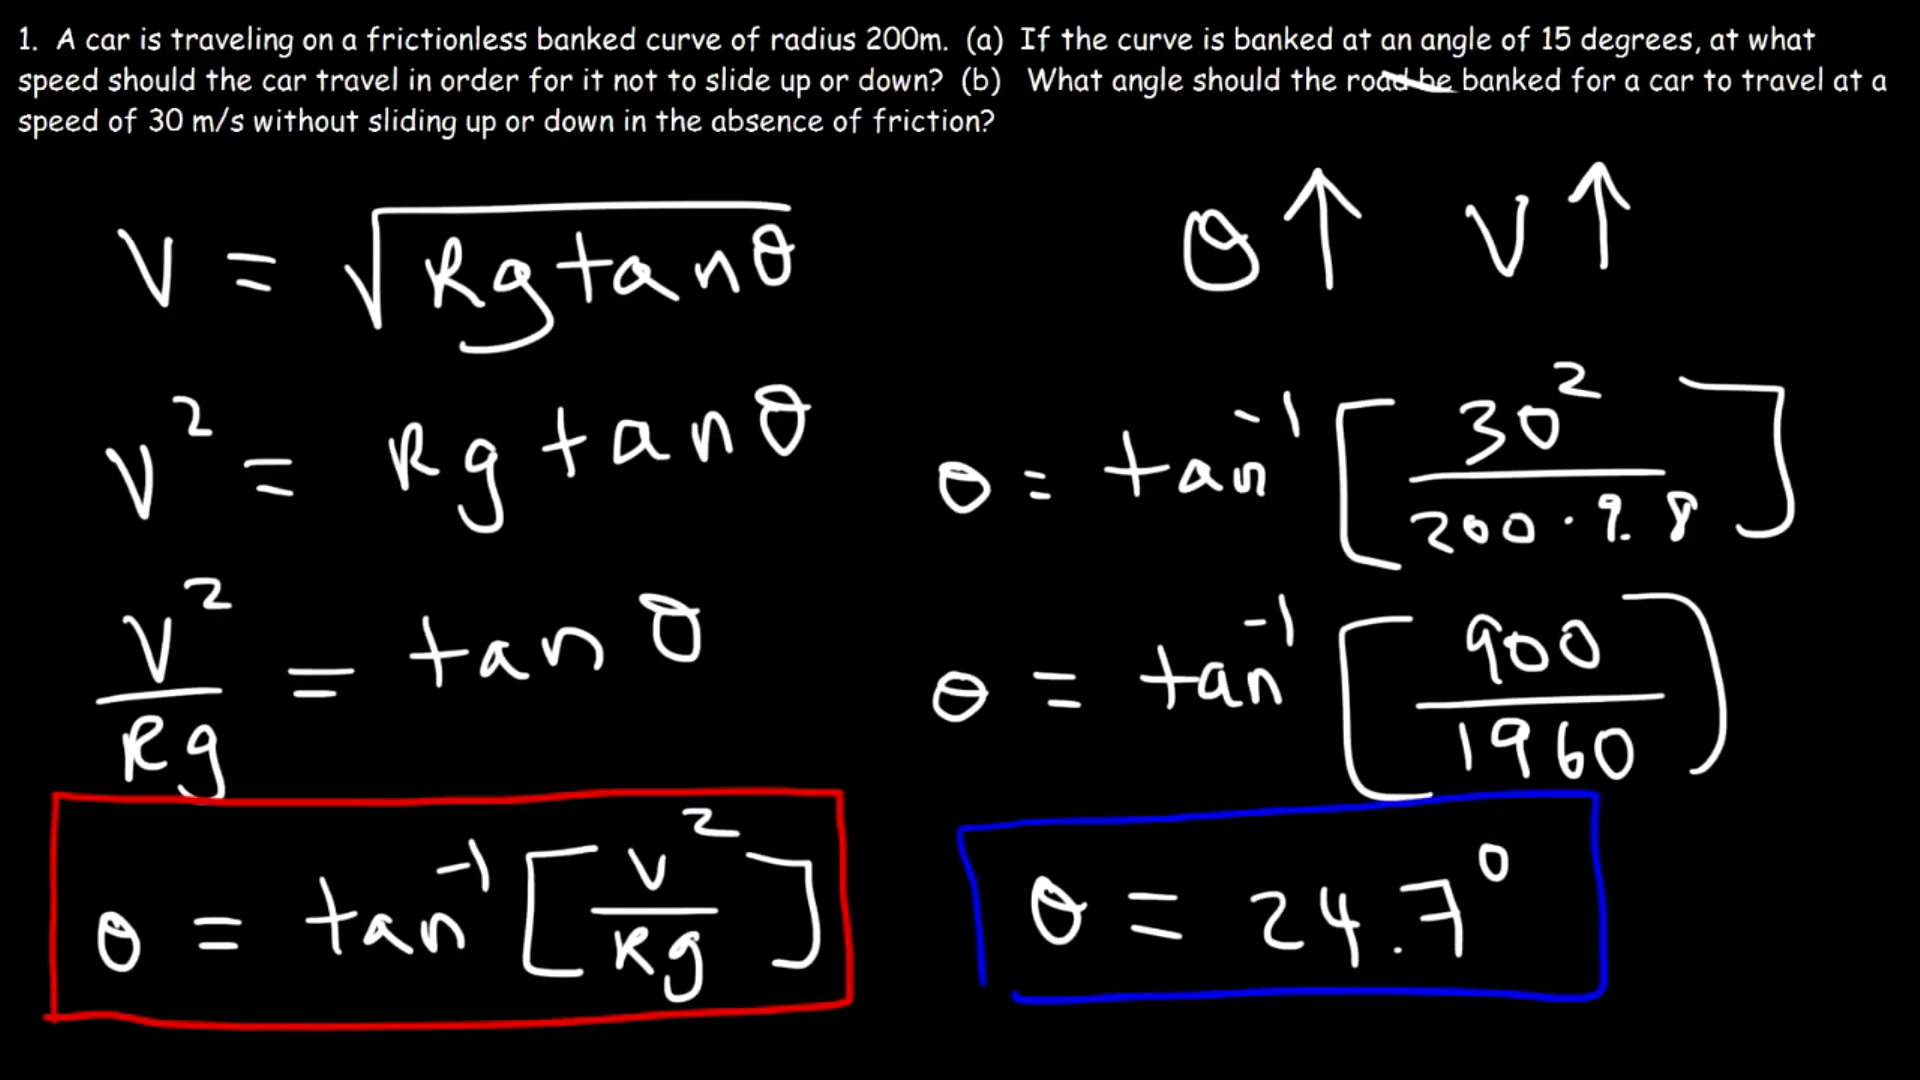 1. A car is traveling on a frictionless banked curve of radius 200m. (a) If the curve is banked at an angle of 15 degrees, at what
speed should the car travel in order for it not to slide up or down? (b) What angle should the road be banked for a car to travel at a
speed of 30 m/s without sliding up or down in the absence of friction?
V = √Rg tanθ
θ↑ V↑
V² = Rg tanθ
θ = tan⁻¹ [30² / 200 · 9.8]
V² / Rg = tan θ
θ = tan⁻¹ [900 / 1960)
θ = tan⁻¹ [V² / Rg]
θ = 24.7°